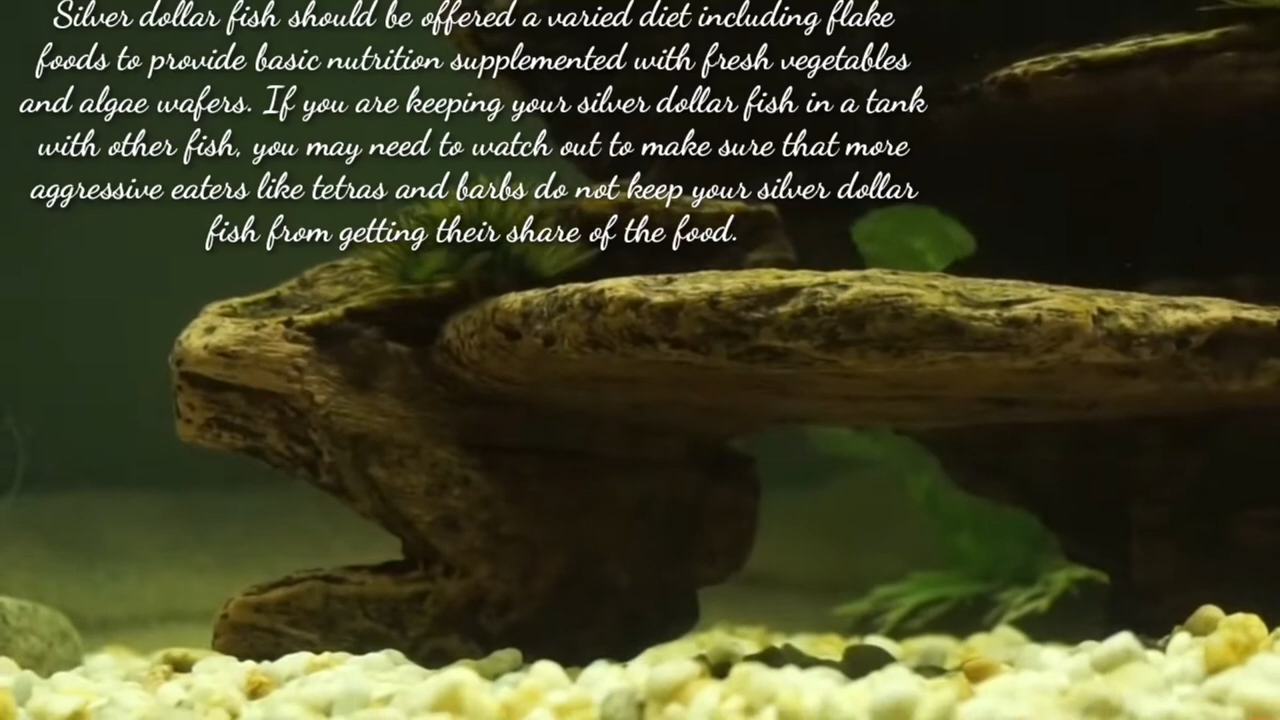 Silver dollar fish should be offered a varied diet including flake
foods to provide basic nutrition supplemented with fresh vegetables
and algae wafers. If you are keeping your silver dollar fish in a tank
with other fish, you may need to watch out to make sure that more
aggressive eaters like tetras and barbs do not keep your silver dollar
fish from getting their share of the food.